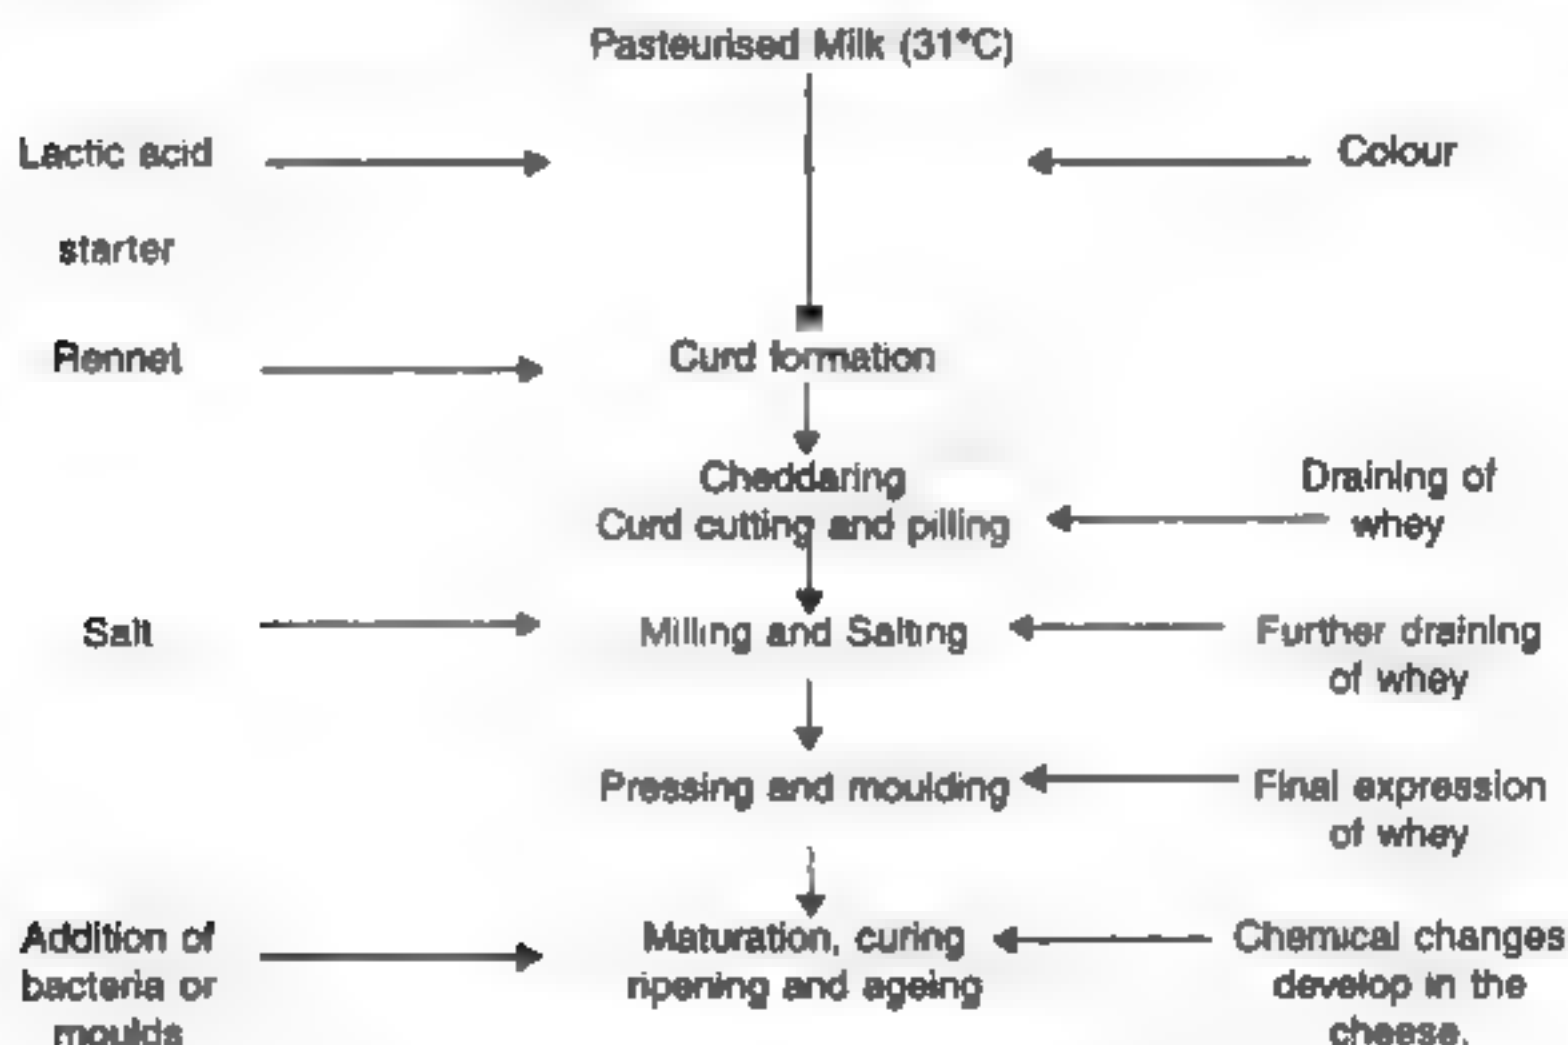 Pasteurised Milk (31°C)
Lactic acid
starter
Colour
Rennet
Curd formation
Cheddaring
Curd cutting and pilling
Draining of
whey
Salt
Milling and Salting
Further draining
of whey
Pressing and moulding
Final expression
of whey
Addition of
bacteria or
moulds
Maturation, curing
ripening and ageing
Chemical changes
develop in the
cheese.